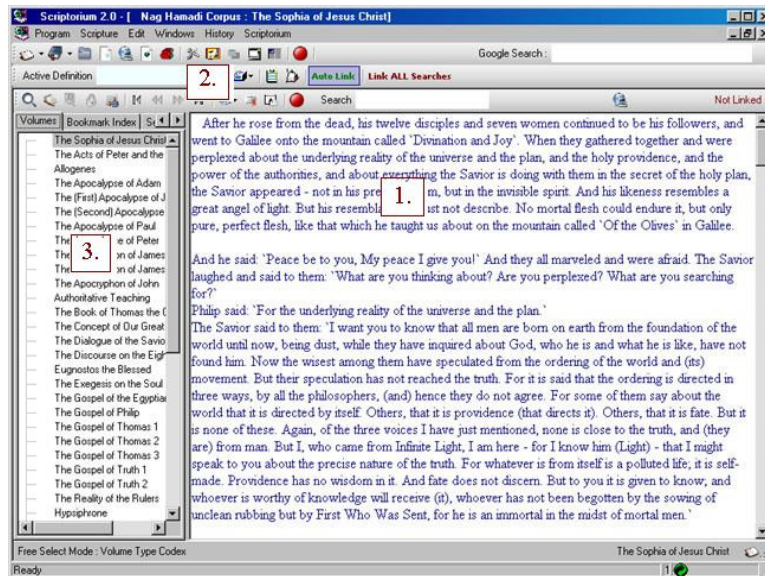 Scriptorium 2.0 - [ Nag Hamadi Corpus : The Sophia of Jesus Christ]
Program Scripture Edit Windows History Scriptorium
Google Search :
Active Definition
2.
Auto Link Link ALL Searches
Search
Not Linked
Volumes Bookmark Index
The Sophia of Jesus Christ
The Acts of Peter and the
Allogenes
The Apocalypse of Adam
The (First) Apocalypse of J
The (Second) Apocalypse
The Apocalypse of Paul
The of Peter
The on of James
The on of James
The Apocryphon of John
Authoritative Teaching
The Book of Thomas the C
The Concept of Our Great
The Dialogue of the Savio
The Discourse on the Eigh
Eugnostos the Blessed
The Exegesis on the Soul
The Gospel of the Egyptian
The Gospel of Philip
The Gospel of Thomas 1
The Gospel of Thomas 2
The Gospel of Thomas 3
The Gospel of Truth 1
The Gospel of Truth 2
The Reality of the Rulers
Hypsiphrone
3.
After he rose from the dead, his twelve disciples and seven women continued to be his followers, and
went to Galilee onto the mountain called `Divination and Joy`. When they gathered together and were
perplexed about the underlying reality of the universe and the plan, and the holy providence, and the
power of the authorities, and about everything the Savior is doing with them in the secret of the holy plan,
the Savior appeared - not in his pre m, but in the invisible spirit. And his likeness resembles a
great angel of light. But his resembla ust not describe. No mortal flesh could endure it, but only
pure, perfect flesh, like that which he taught us about on the mountain called `Of the Olives` in Galilee.
1.
And he said: `Peace be to you, My peace I give you!` And they all marveled and were afraid. The Savior
laughed and said to them: `What are you thinking about? Are you perplexed? What are you searching
for?`
Philip said: `For the underlying reality of the universe and the plan.`
The Savior said to them: `I want you to know that all men are born on earth from the foundation of the
world until now, being dust, while they have inquired about God, who he is and what he is like, have not
found him. Now the wisest among them have speculated from the ordering of the world and (its)
movement. But their speculation has not reached the truth. For it is said that the ordering is directed in
three ways, by all the philosophers, (and) hence they do not agree. For some of them say about the
world that it is directed by itself. Others, that it is providence (that directs it). Others, that it is fate. But it
is none of these. Again, of the three voices I have just mentioned, none is close to the truth, and (they
are) from man. But I, who came from Infinite Light, I am here - for I know him (Light) - that I might
speak to you about the precise nature of the truth. For whatever is from itself is a polluted life; it is self-
made. Providence has no wisdom in it. And fate does not discern. But to you it is given to know; and
whoever is worthy of knowledge will receive (it), whoever has not been begotten by the sowing of
unclean rubbing but by First Who Was Sent, for he is an immortal in the midst of mortal men.`
Free Select Mode : Volume Type Codex
The Sophia of Jesus Christ
Ready
1